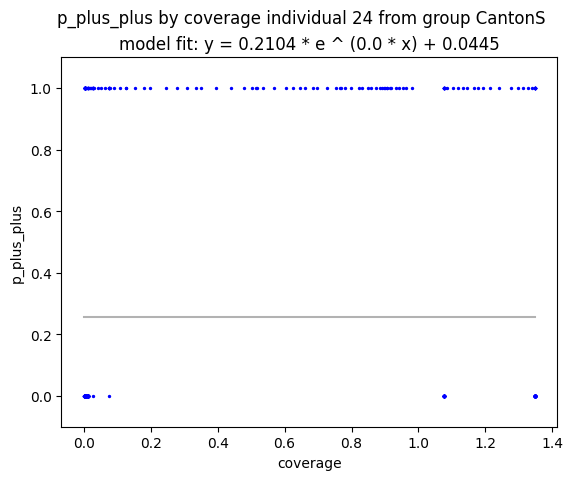 p_plus_plus by coverage individual 24 from group CantonS
model fit: y = 0.2104 * e ^ (0.0 * x) + 0.0445
1.0
0.8
0.6
0.4
0.2
0.0
p_plus_plus
0.0 0.2 0.4 0.6 0.8 1.0 1.2 1.4
coverage